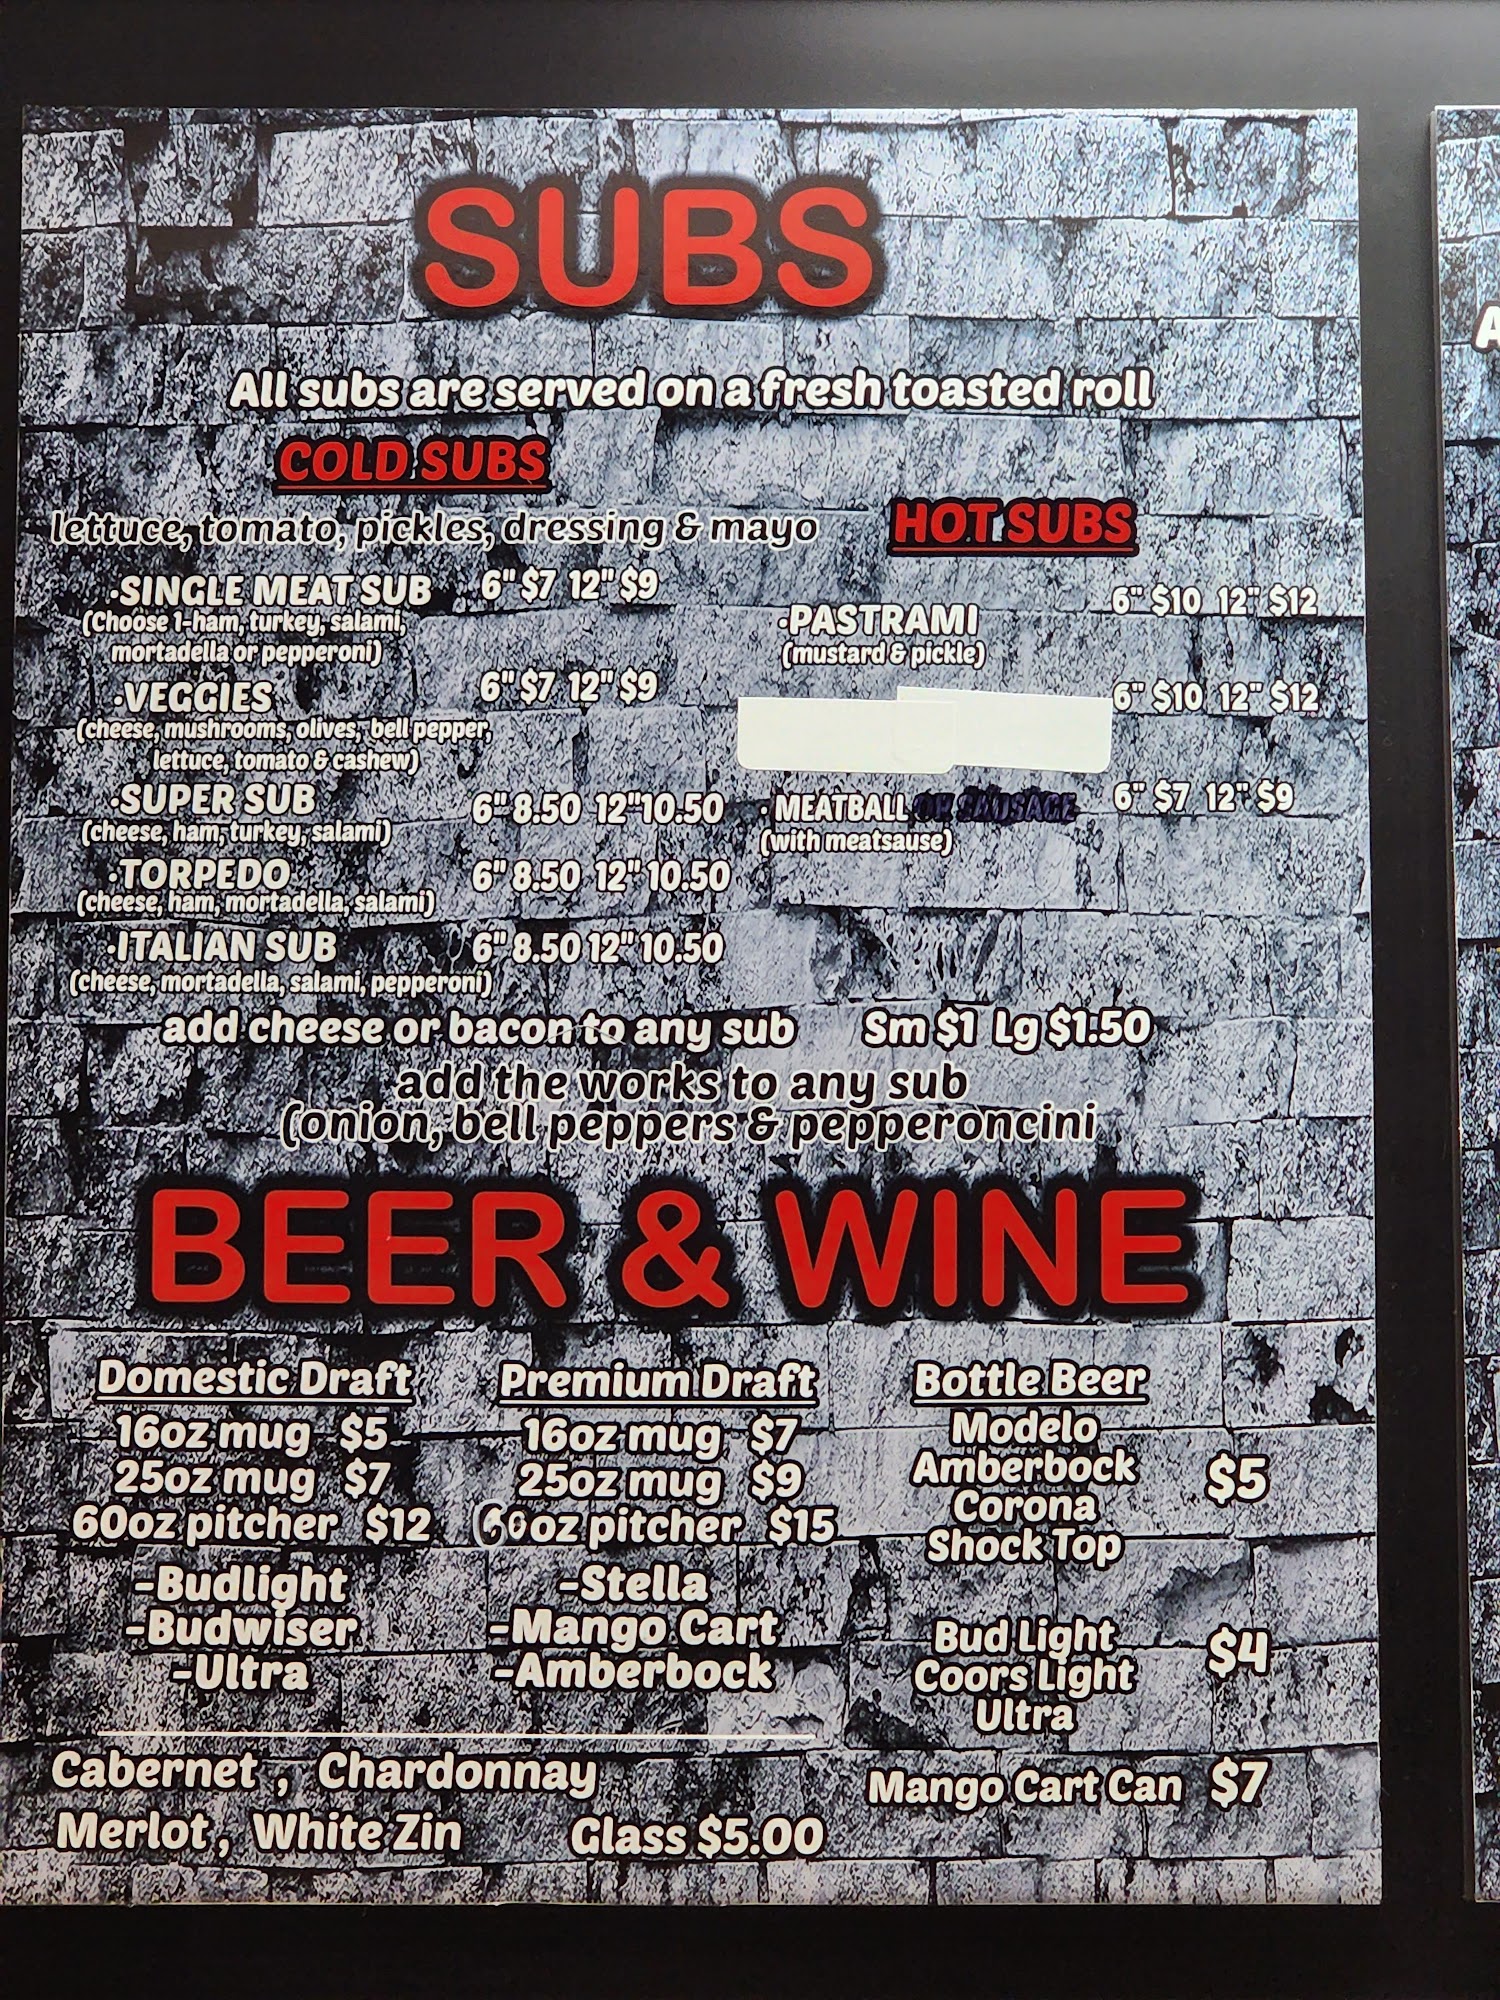 SUBS
All subs are served on a fresh toasted roll
COLD SUBS
lettuce, tomato, pickles, dressing & mayo
·SINGLE MEAT SUB 6" $7 12" $9
(Choose 1-ham, turkey, salami,
mortadella or pepperoni)
·VEGGIES 6" $7 12" $9
(cheese, mushrooms, olives, bell pepper,
lettuce, tomato & cashew)
·SUPER SUB 6" 8.50 12" 10.50
(cheese, ham, turkey, salami)
·TORPEDO 6" 8.50 12" 10.50
(cheese, ham, mortadella, salami)
·ITALIAN SUB 6" 8.50 12" 10.50
(cheese, mortadella, salami, pepperoni)
HOT SUBS
·PASTRAMI 6" $10 12" $12
(mustard & pickle)
6" $10 12" $12
· MEATBALL OR SAUSAGE 6" $7 12" $9
(with meatsause)
add cheese or bacon to any sub Sm $1 Lg $1.50
add the works to any sub
(onion, bell peppers & pepperoncini
BEER & WINE
Domestic Draft
16oz mug $5
25oz mug $7
60oz pitcher $12
-Budlight
-Budwiser
-Ultra
Premium Draft
16oz mug $7
25oz mug $9
60oz pitcher $15
-Stella
-Mango Cart
-Amberbock
Bottle Beer
Modelo
Amberbock $5
Corona
Shock Top
Bud Light $4
Coors Light
Ultra
Mango Cart Can $7
Cabernet , Chardonnay
Merlot , White Zin Glass $5.00
A